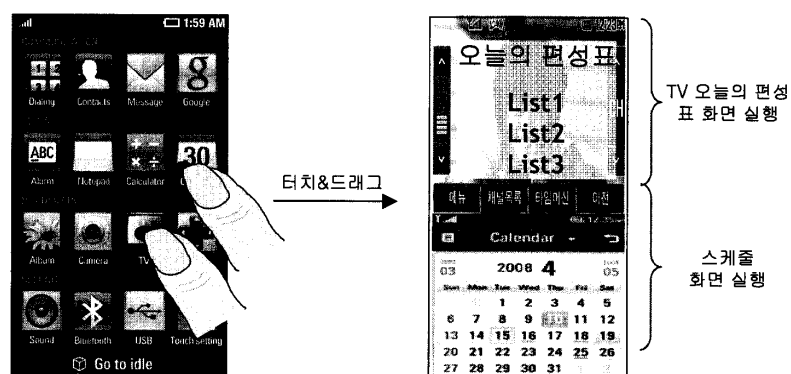 1:59 AM
Dialing Contacts Message Google
ABC 30
Alarm Notepad Calculator
Album Camera TV
Sound Bluetooth USB Touch setting
Go to idle
터치&드래그
오늘의 편성표
List1
List2
List3
메뉴 채널목록 타임머신 이전
Calendar
03 2008 4 05
Sun Mon Tue Wed Thu Fri Sat
1 2 3 4 5
6 7 8 9 11 12
13 14 15 16 17 18 19
20 21 22 23 24 25 26
27 28 29 30 31
TV 오늘의 편성
표 화면 실행
스케줄
화면 실행